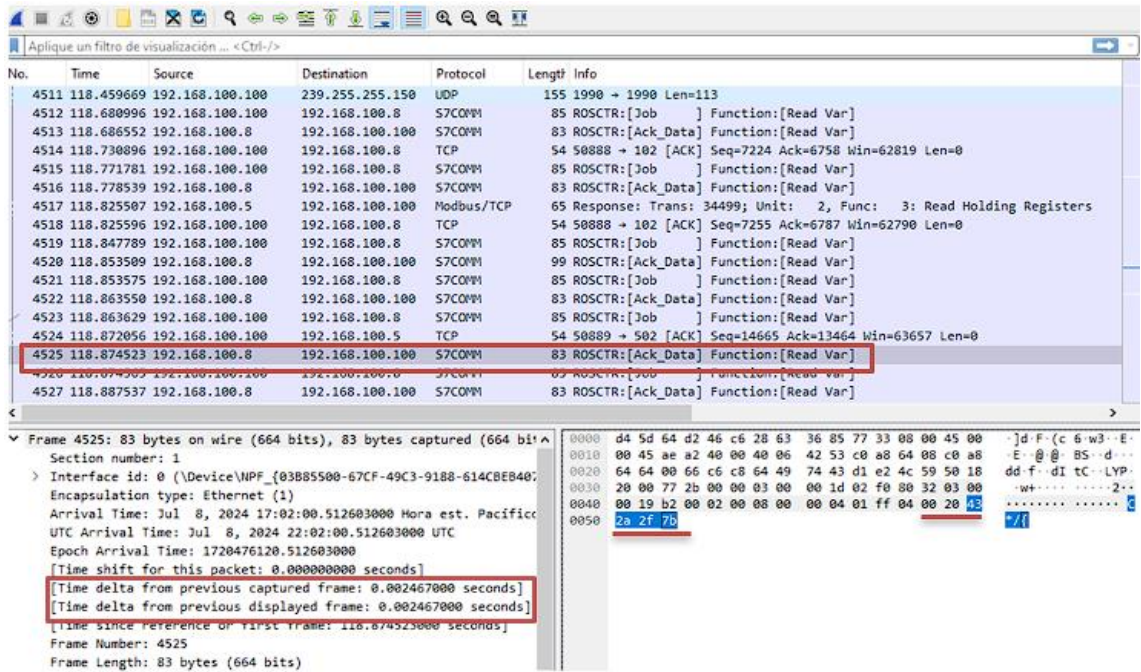 Aplique un filtro de visualización ... <Ctrl-/>
No. Time Source Destination Protocol Length Info
4511 118.459669 192.168.100.100 239.255.255.150 UDP 155 1990 → 1990 Len=113
4512 118.680996 192.168.100.100 192.168.100.8 S7COMM 85 ROSCTR:[Job ] Function:[Read Var]
4513 118.686552 192.168.100.8 192.168.100.100 S7COMM 83 ROSCTR:[Ack_Data] Function:[Read Var]
4514 118.730896 192.168.100.100 192.168.100.8 TCP 54 50888 → 102 [ACK] Seq=7224 Ack=6758 Win=62819 Len=0
4515 118.771781 192.168.100.100 192.168.100.8 S7COMM 85 ROSCTR:[Job ] Function:[Read Var]
4516 118.778539 192.168.100.8 192.168.100.100 S7COMM 83 ROSCTR:[Ack_Data] Function:[Read Var]
4517 118.825507 192.168.100.5 192.168.100.100 Modbus/TCP 65 Response: Trans: 34499; Unit: 2, Func: 3: Read Holding Registers
4518 118.825596 192.168.100.100 192.168.100.8 TCP 54 50888 → 102 [ACK] Seq=7255 Ack=6787 Win=62790 Len=0
4519 118.847789 192.168.100.100 192.168.100.8 S7COMM 85 ROSCTR:[Job ] Function:[Read Var]
4520 118.853509 192.168.100.8 192.168.100.100 S7COMM 99 ROSCTR:[Ack_Data] Function:[Read Var]
4521 118.853575 192.168.100.100 192.168.100.8 S7COMM 85 ROSCTR:[Job ] Function:[Read Var]
4522 118.863550 192.168.100.8 192.168.100.100 S7COMM 83 ROSCTR:[Ack_Data] Function:[Read Var]
4523 118.863629 192.168.100.100 192.168.100.8 S7COMM 85 ROSCTR:[Job ] Function:[Read Var]
4524 118.872056 192.168.100.100 192.168.100.5 TCP 54 50889 → 502 [ACK] Seq=14665 Ack=13464 Win=63657 Len=0
4525 118.874523 192.168.100.8 192.168.100.100 S7COMM 83 ROSCTR:[Ack_Data] Function:[Read Var]
192.168.100.100 192.168.100.8 S7COMM 85 ROSCTR:[Job ] Function:[Read Var]
4527 118.887537 192.168.100.8 192.168.100.100 S7COMM 83 ROSCTR:[Ack_Data] Function:[Read Var]
Frame 4525: 83 bytes on wire (664 bits), 83 bytes captured (664 bi
Section number: 1
Interface id: 0 (\Device\NPF_{03B85500-67CF-49C3-9188-614CBEB40
Encapsulation type: Ethernet (1)
Arrival Time: Jul 8, 2024 17:02:00.512603000 Hora est. Pacífico
UTC Arrival Time: Jul 8, 2024 22:02:00.512603000 UTC
Epoch Arrival Time: 1720476120.512603000
[Time shift for this packet: 0.000000000 seconds]
[Time delta from previous captured frame: 0.002467000 seconds]
[Time delta from previous displayed frame: 0.002467000 seconds]
[Time since reference or first frame: 118.874523000 seconds]
Frame Number: 4525
Frame Length: 83 bytes (664 bits)
0000 d4 5d 64 d2 46 c6 28 63 36 85 77 33 08 00 45 00 ·]d·F·(c 6·w3··E·
0010 00 45 ae a2 40 00 40 06 42 53 c0 a8 64 08 c0 a8 ·E··@·@· BS··d···
0020 64 64 00 66 c6 c8 64 49 74 43 d1 e2 4c 59 50 18 dd·f··dI tC··LYP·
0030 20 00 77 2b 00 00 03 00 00 1d 02 f0 80 32 03 00 ·w+···· ·····2··
0040 00 19 b2 00 02 00 08 00 00 04 01 ff 04 00 20 43 ········ ······ C
0050 2a 2f 7b */{